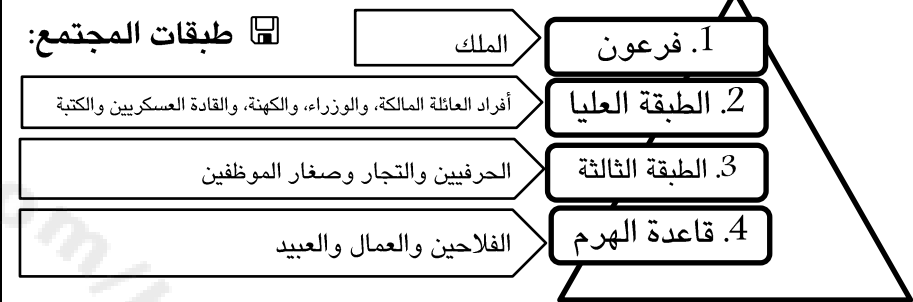 طبقات المجتمع:
1. فرعون
الملك
2. الطبقة العليا
أفراد العائلة المالكة، والوزراء، والكهنة، والقادة العسكريين والكتبة
3. الطبقة الثالثة
الحرفيين والتجار وصغار الموظفين
4. قاعدة الهرم
الفلاحين والعمال والعبيد